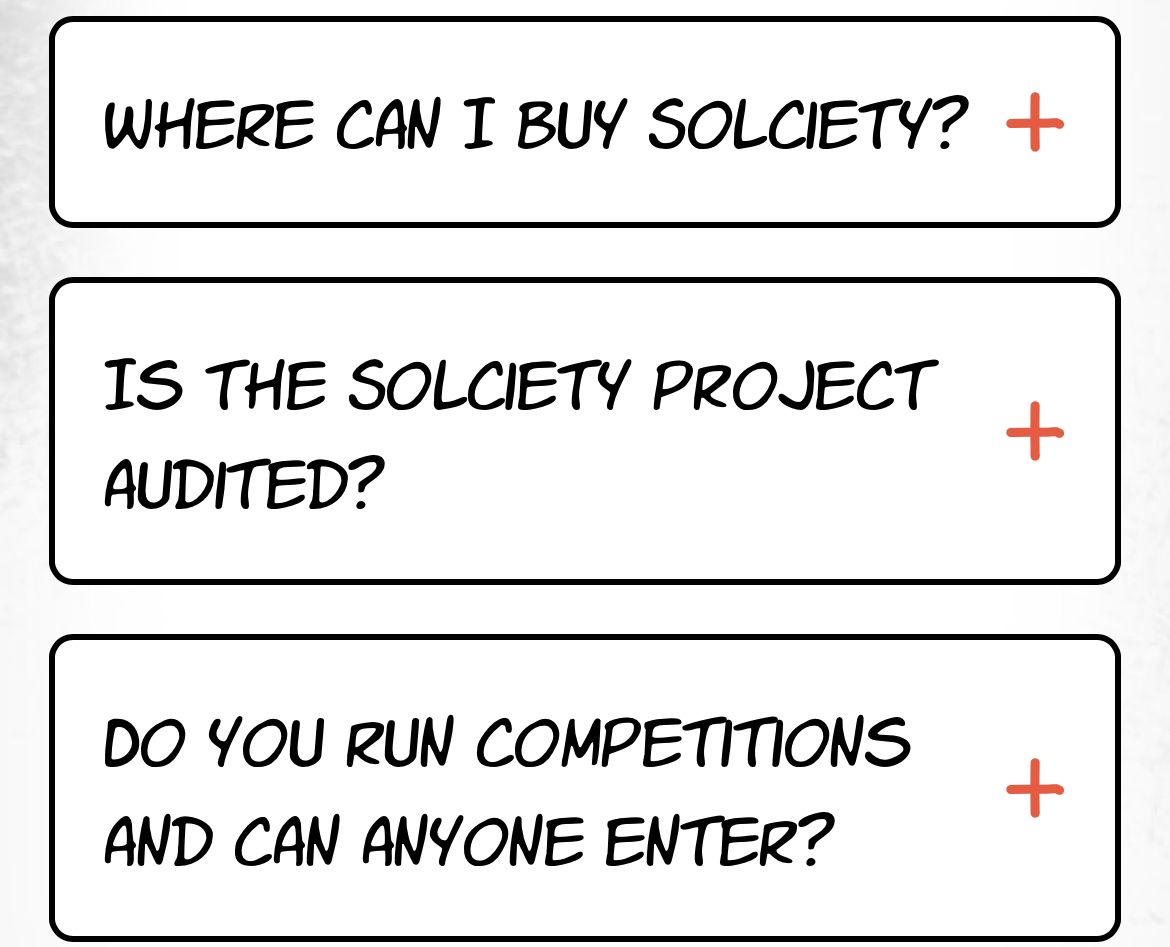 WHERE CAN I BUY SOLCIETY?
IS THE SOLCIETY PROJECT
AUDITED?
DO YOU RUN COMPETITIONS
AND CAN ANYONE ENTER?